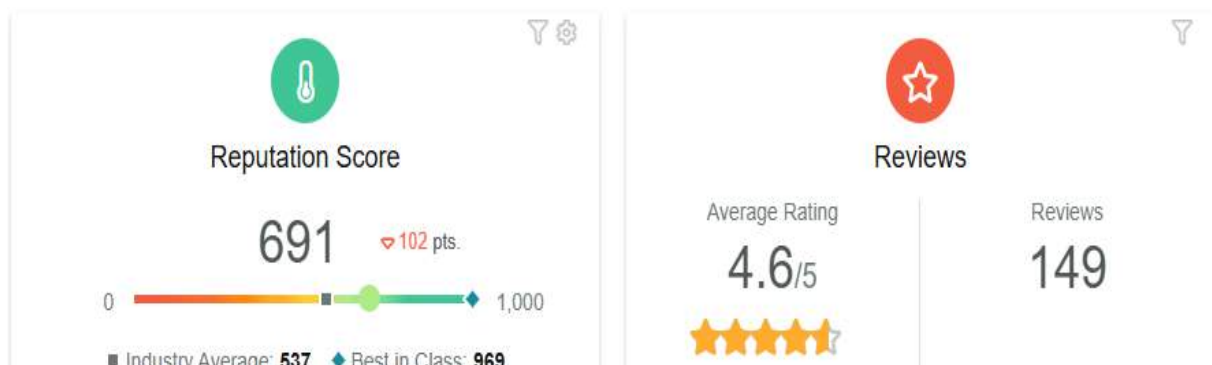 Reputation Score
691 102 pts.
0 1,000
Industry Average: 537 Best in Class: 969
Reviews
Average Rating
4.6/5
Reviews
149